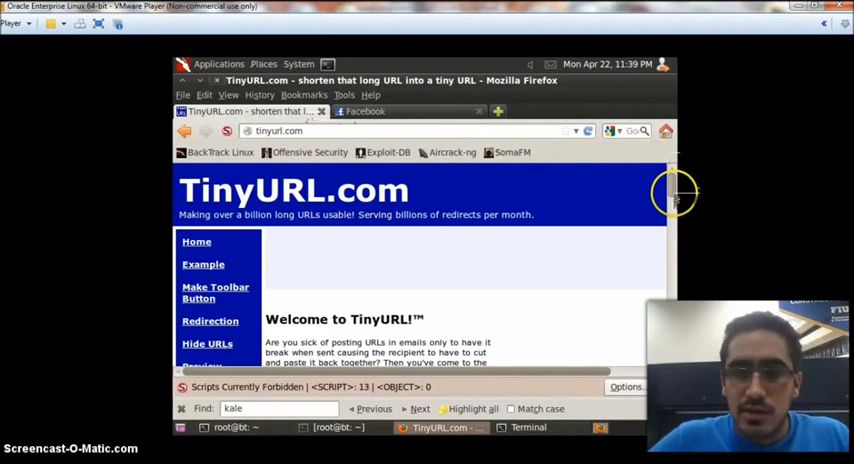 Oracle Enterprise Linux 64-bit - VMware Player (Non-commercial use only)
Player
Applications Places System Mon Apr 22, 11:39 PM
TinyURL.com - shorten that long URL into a tiny URL - Mozilla Firefox
File Edit View History Bookmarks Tools Help
TinyURL.com - shorten that l... Facebook
tinyurl.com Go
BackTrack Linux Offensive Security Exploit-DB Aircrack-ng SomaFM
TinyURL.com
Making over a billion long URLs usable! Serving billions of redirects per month.
Home
Example
Make Toolbar
Button
Redirection
Hide URLs
Preview
Welcome to TinyURL!™
Are you sick of posting URLs in emails only to have it
break when sent causing the recipient to have to cut
and paste it back together? Then you've come to the
Scripts Currently Forbidden | <SCRIPT>: 13 | <OBJECT>: 0 Options...
Find: kale Previous Next Highlight all Match case
root@bt: ~ [root@bt: ~] TinyURL.com - ... Terminal
Screencast-O-Matic.com